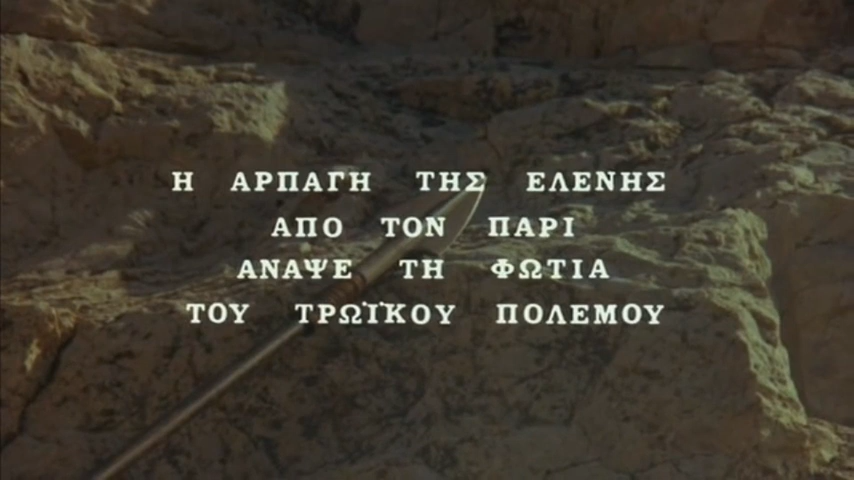 Η ΑΡΠΑΓΗ ΤΗΣ ΕΛΕΝΗΣ
ΑΠΟ ΤΟΝ ΠΑΡΙ
ΑΝΑΨΕ ΤΗ ΦΩΤΙΑ
ΤΟΥ ΤΡΩΪΚΟΥ ΠΟΛΕΜΟΥ